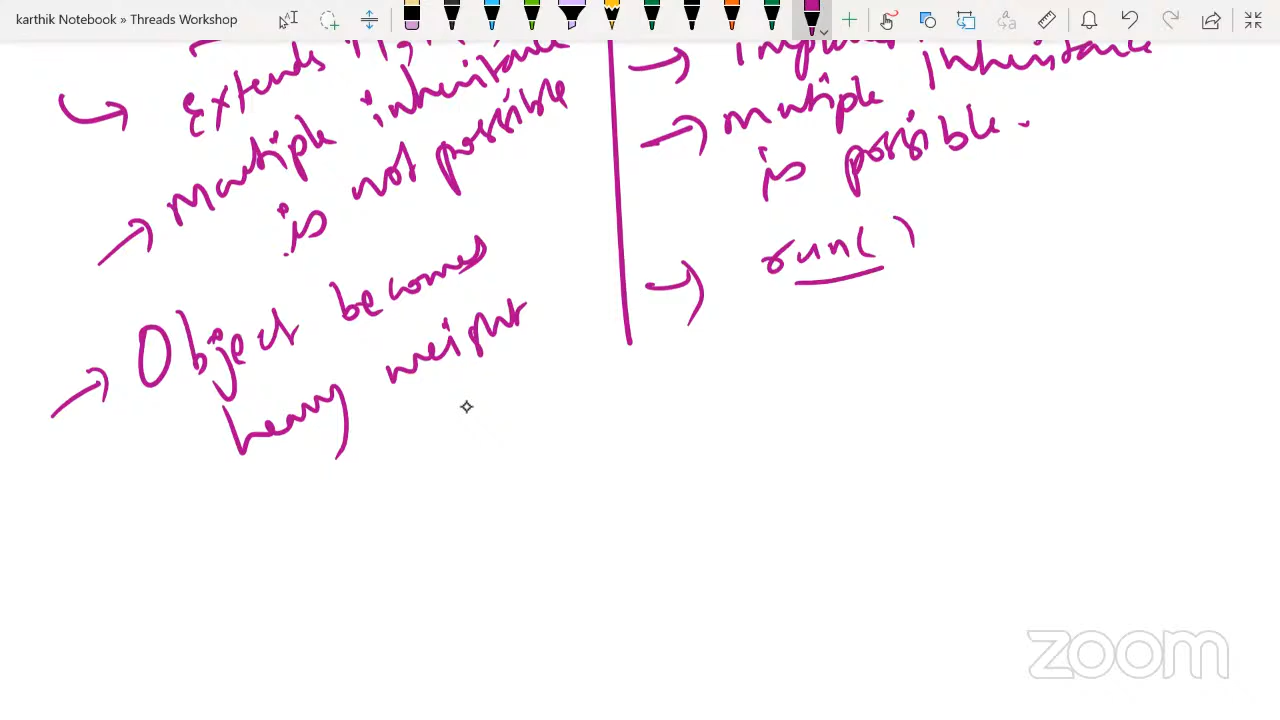 karthik Notebook » Threads Workshop
Extends
Multiple inheritance
is not possible
Object becomes
heavy weight
multiple inheritance
is possible.
run()
zoom